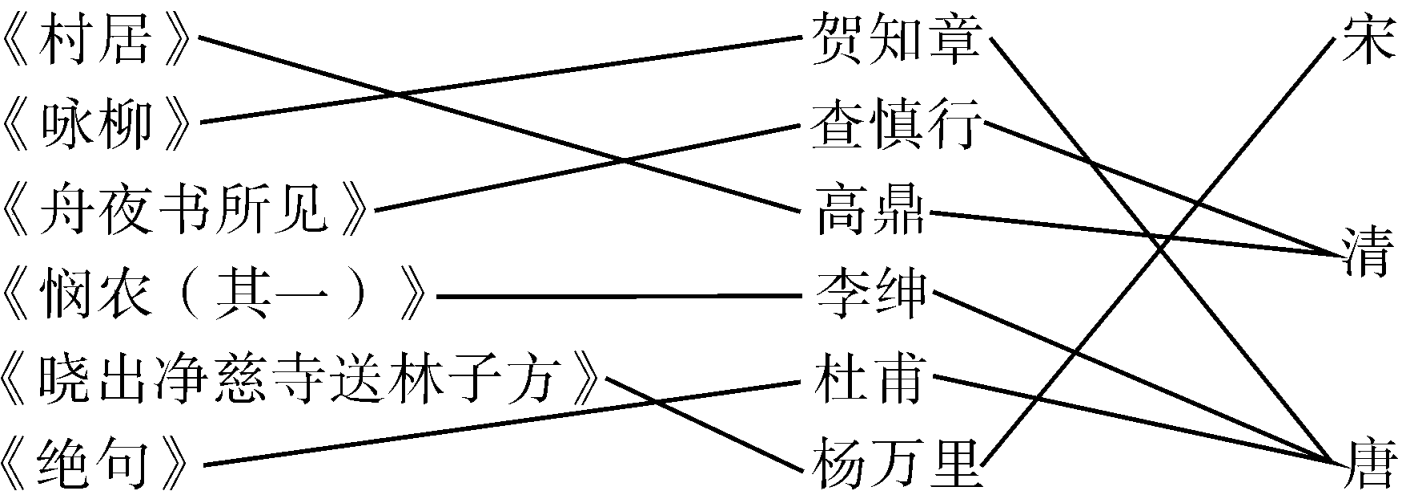 《村居》 贺知章 宋
《咏柳》 查慎行
《舟夜书所见》 高鼎 清
《悯农（其一）》 李绅
《晓出净慈寺送林子方》 杜甫
《绝句》 杨万里 唐